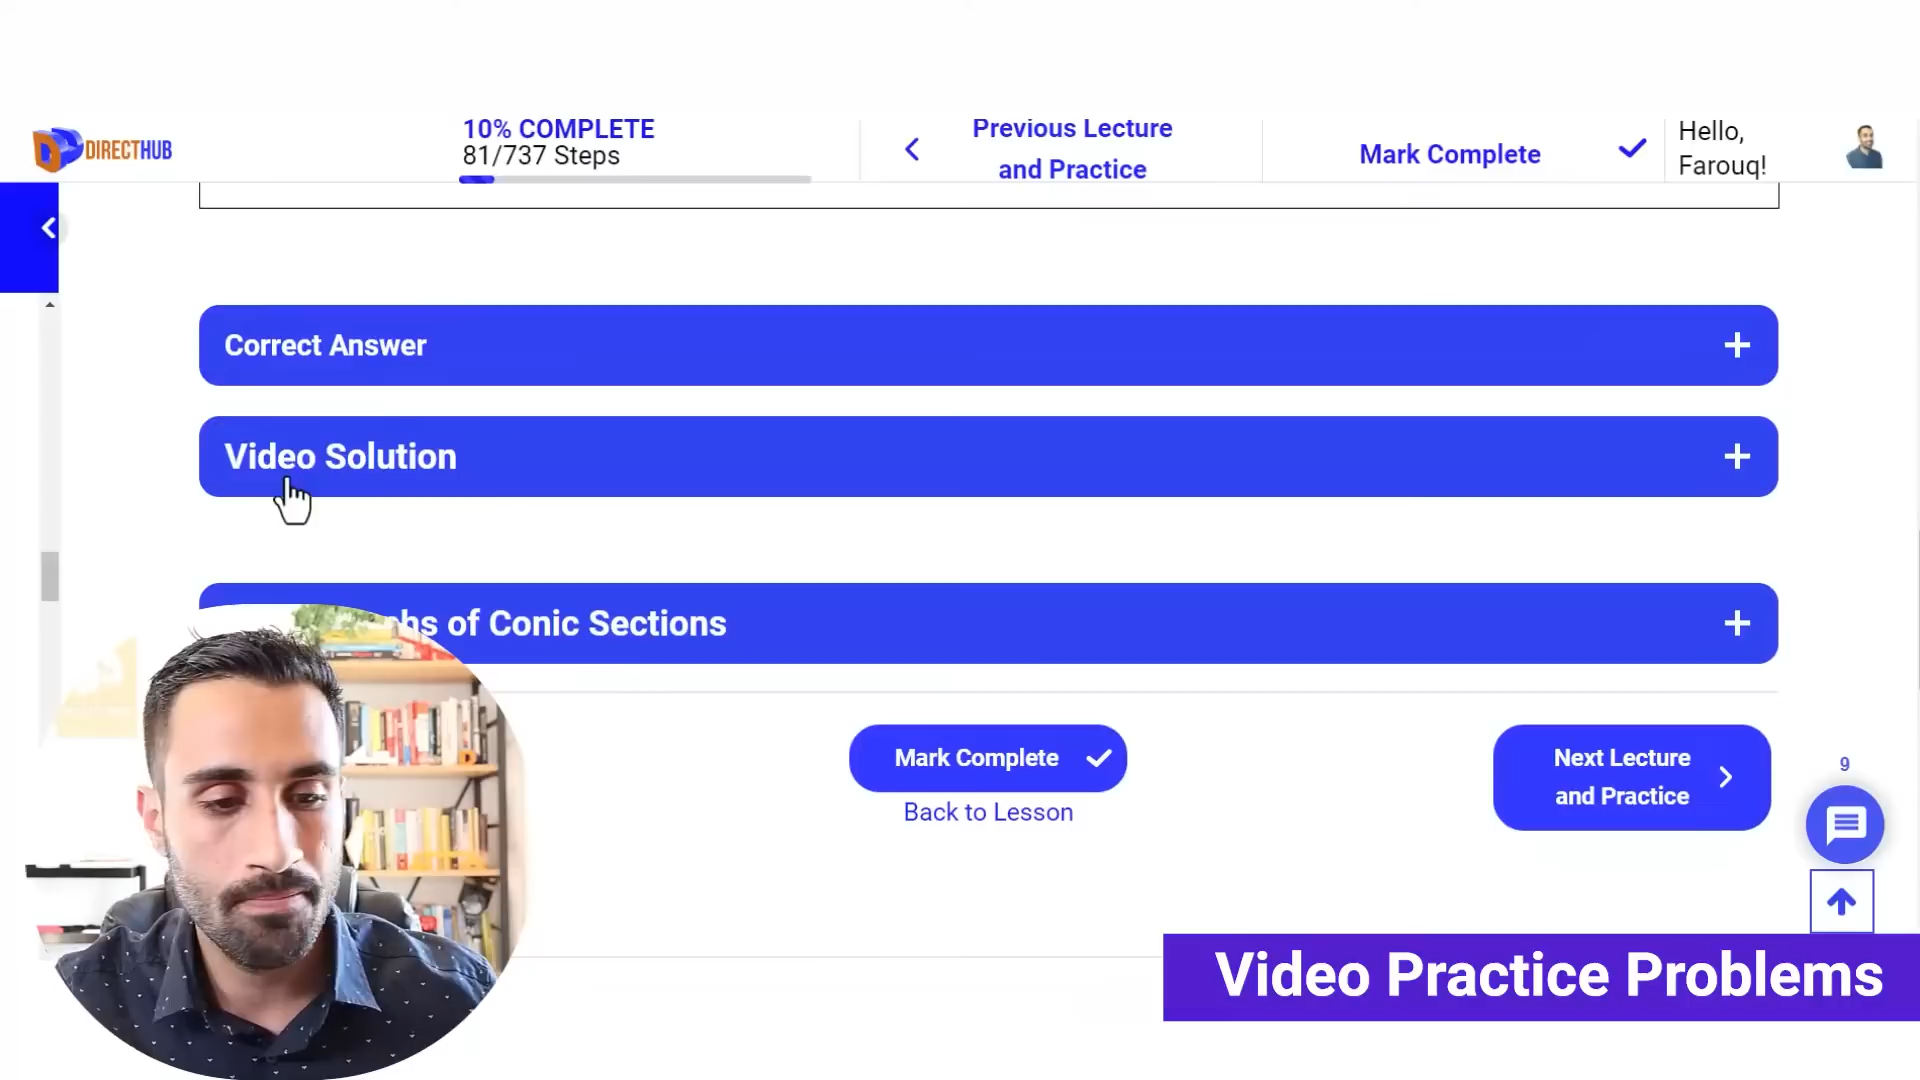 DIRECTHUB
10% COMPLETE
81/737 Steps
Previous Lecture
and Practice
Mark Complete
Hello,
Farouq!
Correct Answer
Video Solution
of Conic Sections
Mark Complete
Back to Lesson
Next Lecture
and Practice
9
Video Practice Problems